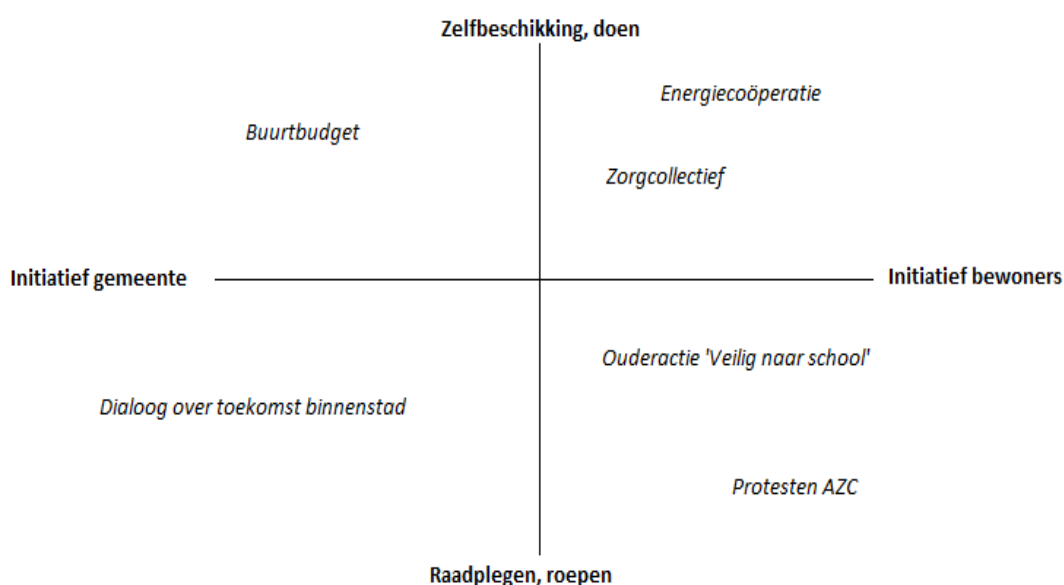 Zelfbeschikking, doen
Energiecoöperatie
Buurtbudget
Zorgcollectief
Initiatief gemeente
Initiatief bewoners
Ouderactie 'Veilig naar school'
Dialoog over toekomst binnenstad
Protesten AZC
Raadplegen, roepen